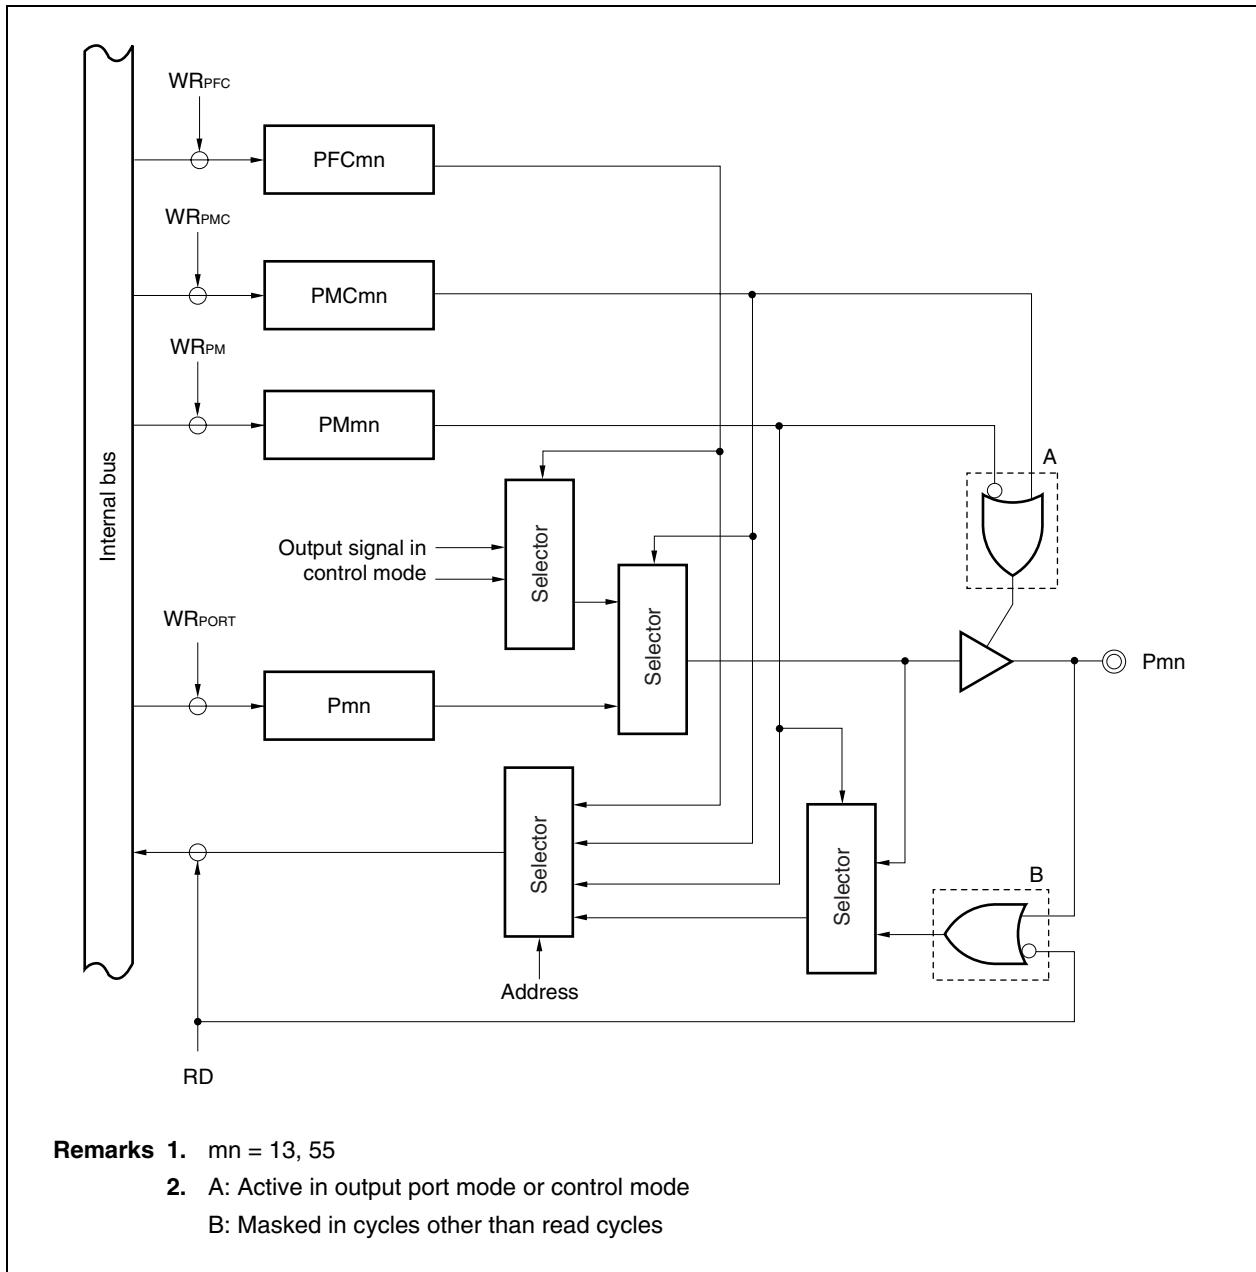 WRPFC
PFCmn
WRPMC
PMCmn
WRPM
PMmn
Internal bus
A
Output signal in
control mode
Selector
Selector
WRPORT
Pmn
Pmn
Selector
Selector
B
Address
RD
Remarks 1. mn = 13, 55
2. A: Active in output port mode or control mode
B: Masked in cycles other than read cycles